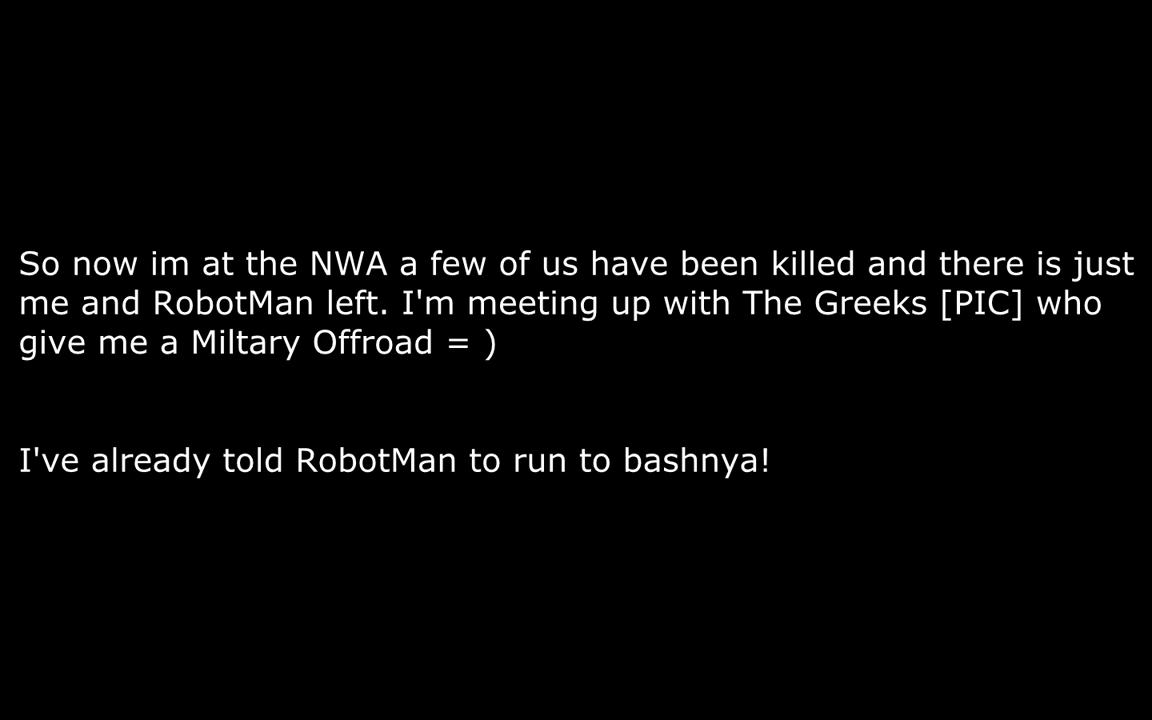 So now im at the NWA a few of us have been killed and there is just
me and RobotMan left. I'm meeting up with The Greeks [PIC] who
give me a Miltary Offroad = )
I've already told RobotMan to run to bashnya!